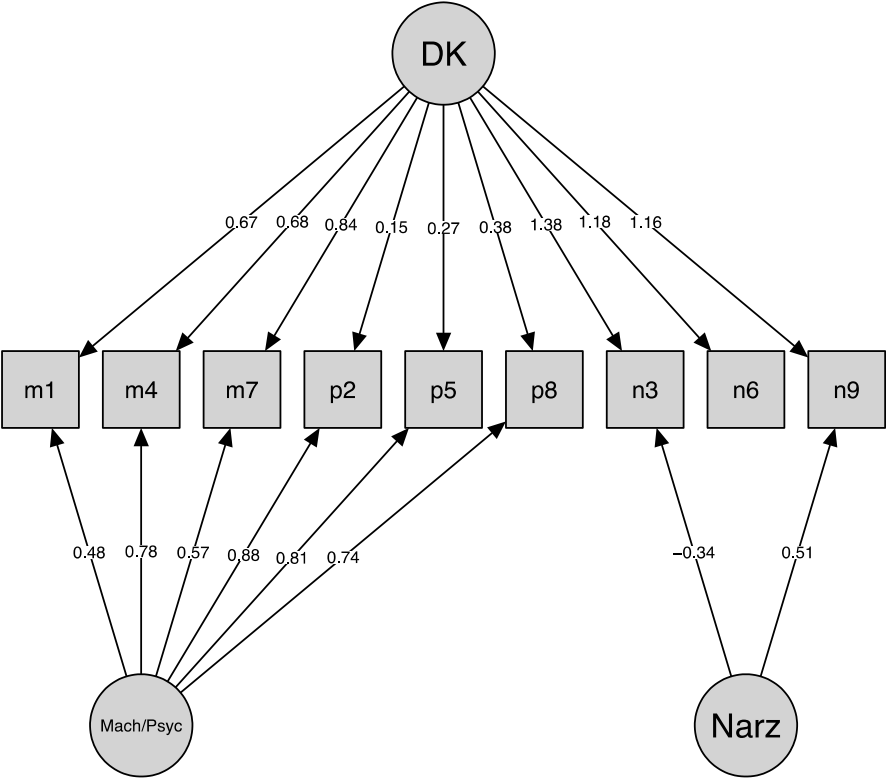 DK
0.67 0.68 0.84 0.15 0.27 0.38 1.38 1.18 1.16
m1 m4 m7 p2 p5 p8 n3 n6 n9
0.48 0.78 0.57 0.88 0.81 0.74 −0.34 0.51
Mach/Psyc Narz